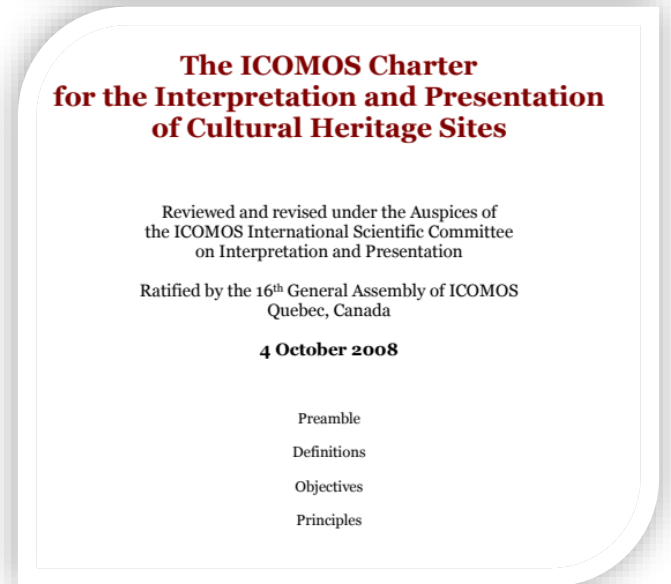 The ICOMOS Charter
for the Interpretation and Presentation
of Cultural Heritage Sites
Reviewed and revised under the Auspices of
the ICOMOS International Scientific Committee
on Interpretation and Presentation
Ratified by the 16th General Assembly of ICOMOS
Quebec, Canada
4 October 2008
Preamble
Definitions
Objectives
Principles